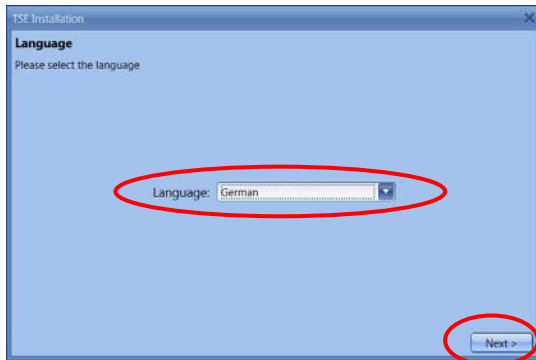 TSE Installation
Language
Please select the language
Language: German
Next >